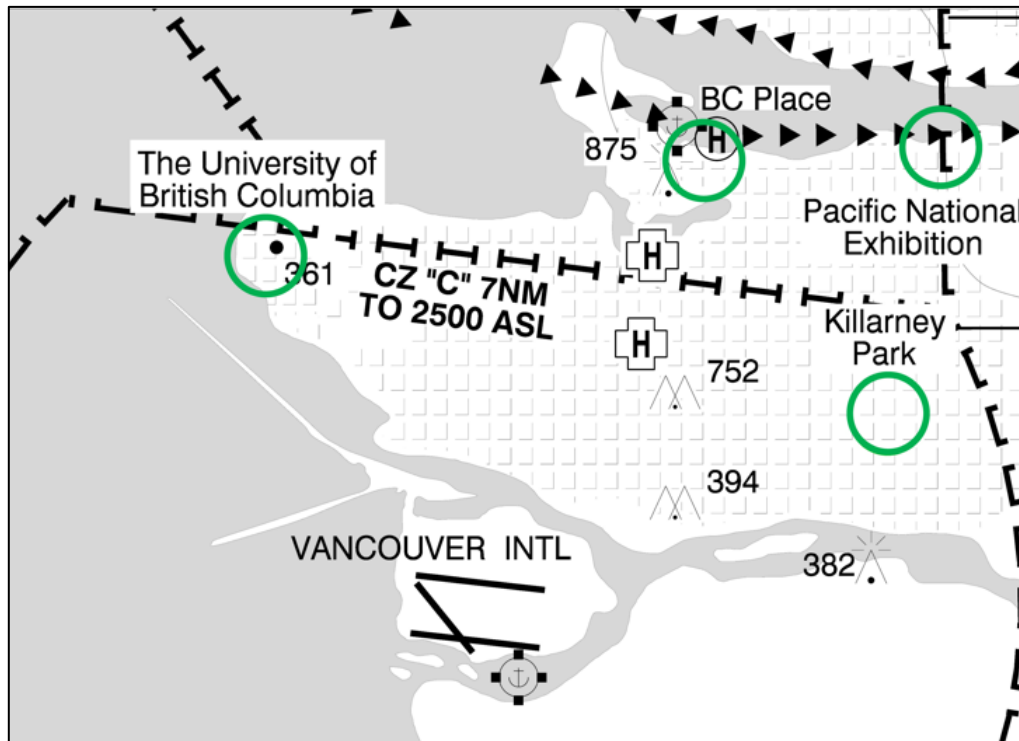 BC Place
875
H
The University of
British Columbia
Pacific National
Exhibition
361
H
CZ "C" 7NM
TO 2500 ASL
Killarney
Park
H
752
394
VANCOUVER INTL
382